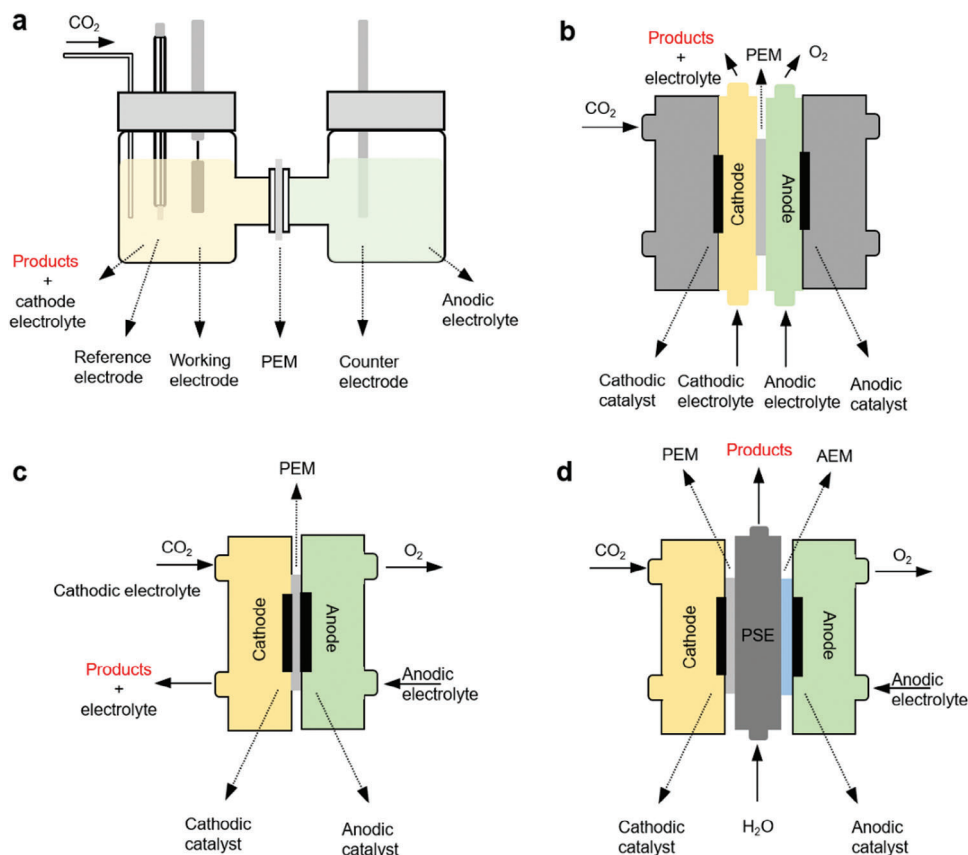 a
CO2
Products
+
cathode
electrolyte
Reference
electrode
Working
electrode
PEM
Counter
electrode
Anodic
electrolyte
b
Products
+
electrolyte
PEM
O2
CO2
Cathode
Anode
Cathodic
catalyst
Cathodic
electrolyte
Anodic
electrolyte
Anodic
catalyst
c
PEM
CO2
O2
Cathodic electrolyte
Cathode
Anode
Products
+
electrolyte
Anodic
electrolyte
Cathodic
catalyst
Anodic
catalyst
d
PEM
Products
AEM
CO2
O2
Cathode
PSE
Anode
Anodic
electrolyte
Cathodic
catalyst
H2O
Anodic
catalyst